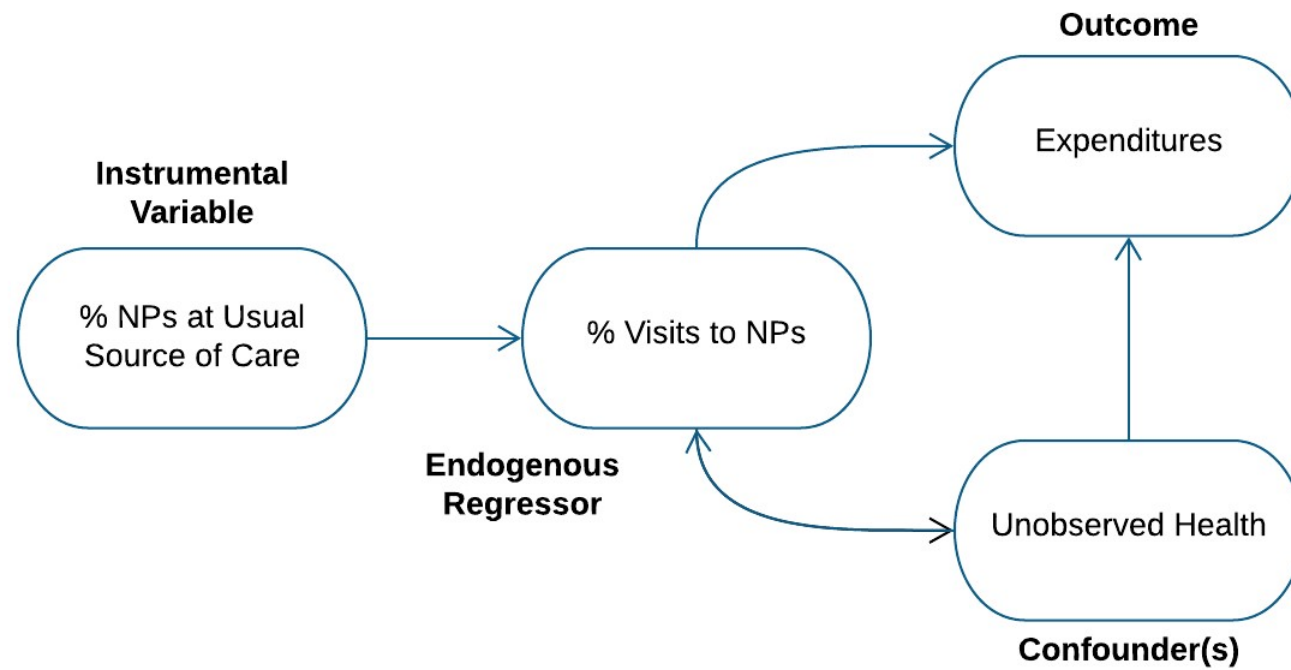 Outcome
Expenditures
Instrumental
Variable
% NPs at Usual
Source of Care
% Visits to NPs
Endogenous
Regressor
Unobserved Health
Confounder(s)